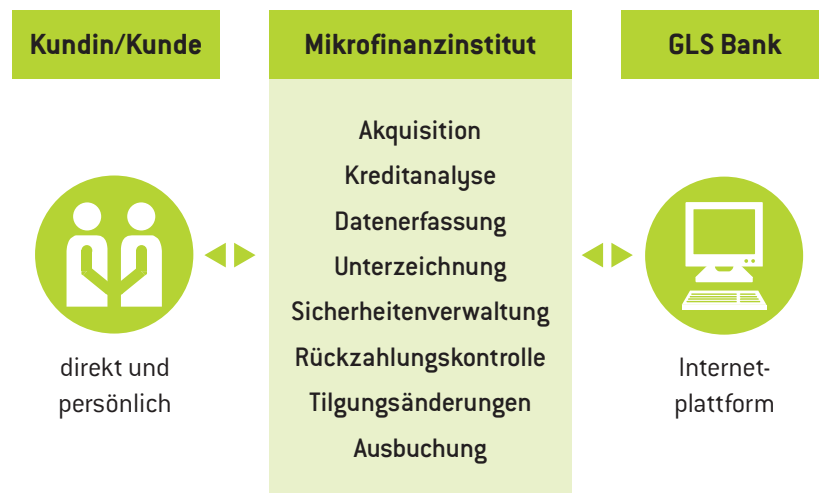 Kundin/Kunde
Mikrofinanzinstitut
GLS Bank
direkt und
persönlich
Akquisition
Kreditanalyse
Datenerfassung
Unterzeichnung
Sicherheitenverwaltung
Rückzahlungskontrolle
Tilgungsänderungen
Ausbuchung
Internet-
plattform